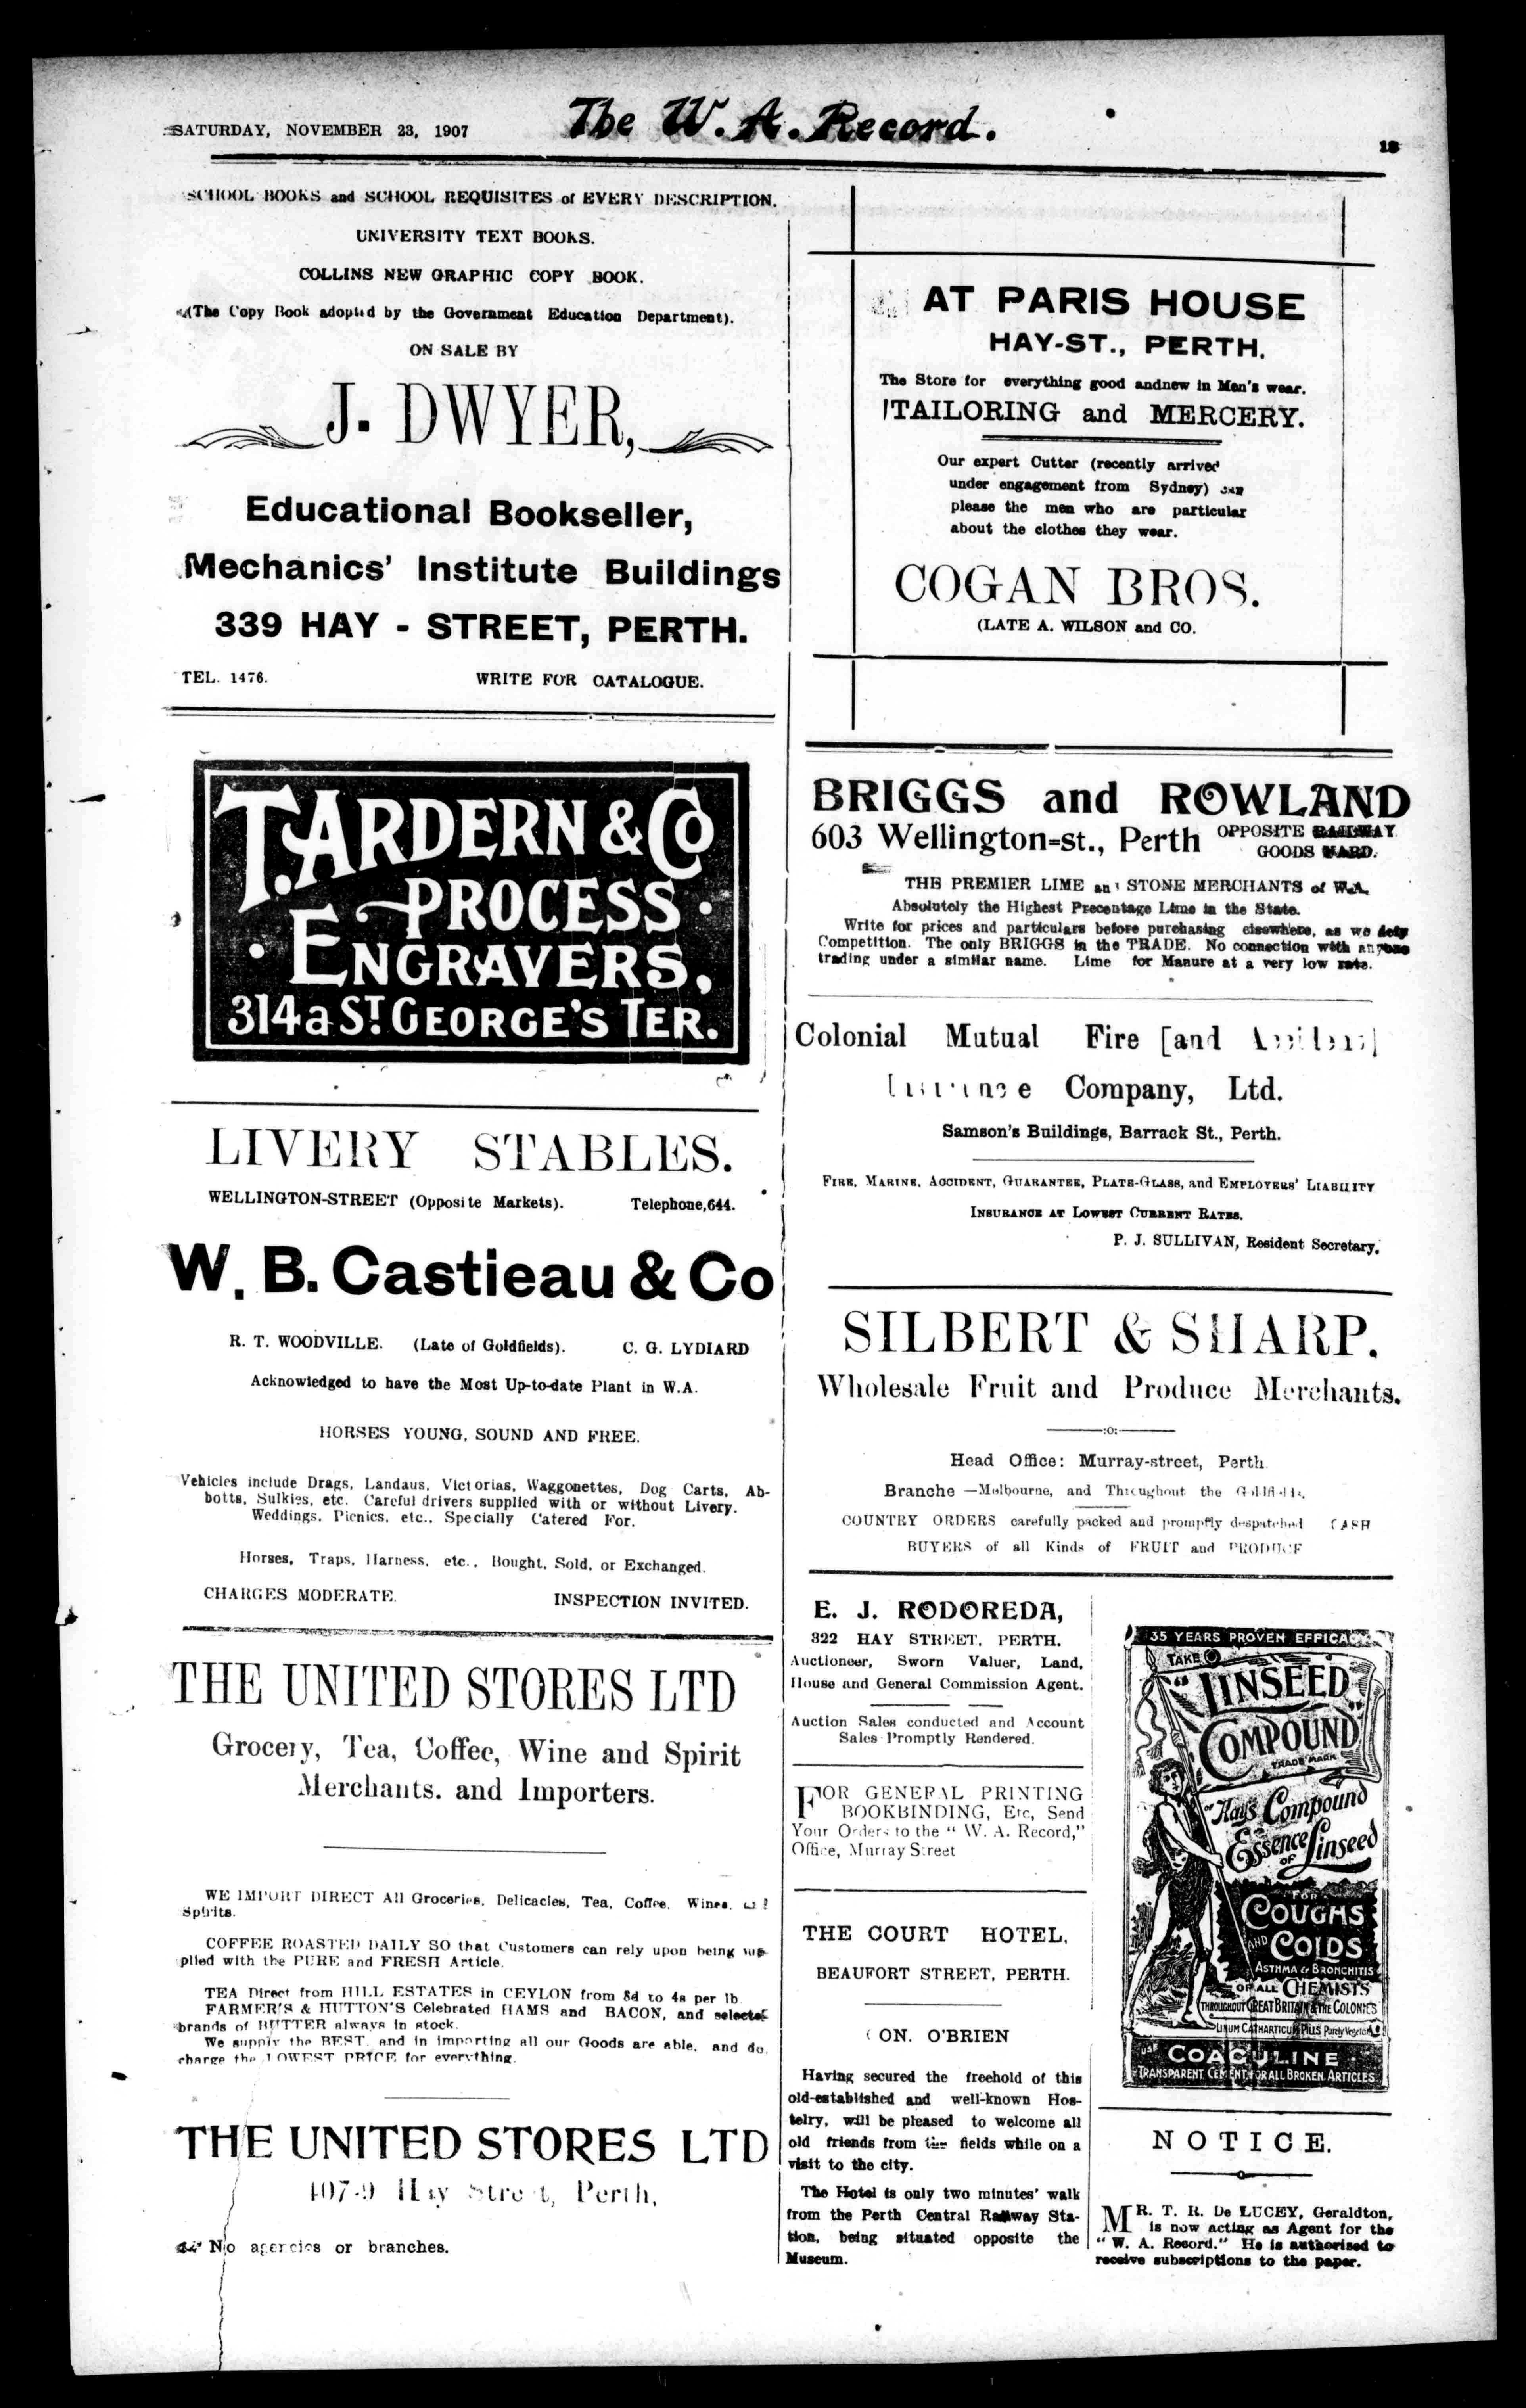 SATURDAY, NOVEMBER 23, 1907
The W. A. Record.
SCHOOL BOOKS and SCHOOL REQUISITES of EVERY DESCRIPTION.
UNIVERSITY TEXT BOOKS.
COLLINS NEW GRAPHIC COPY BOOK.
(The Copy Book adopted by the Government Education Department).
ON SALE BY
J. DWYER,
Educational Bookseller,
Mechanics' Institute Buildings
339 HAY - STREET, PERTH.
TEL. 1476. WRITE FOR CATALOGUE.
T. ARDERN & Co
PROCESS
ENGRAVERS,
314a ST GEORGE'S TER.
LIVERY STABLES.
WELLINGTON-STREET (Opposite Markets). Telephone,644.
W. B. Castieau & Co
R. T. WOODVILLE. (Late of Goldfields). C. G. LYDIARD
Acknowledged to have the Most Up-to-date Plant in W.A.
HORSES YOUNG, SOUND AND FREE.
Vehicles include Drags, Landaus, Victorias, Waggonettes, Dog Carts, Ab-
botts, Sulkies, etc. Careful drivers supplied with or without Livery.
Weddings. Picnics, etc.. Specially Catered For.
Horses, Traps, Harness, etc., Bought, Sold, or Exchanged.
CHARGES MODERATE. INSPECTION INVITED.
THE UNITED STORES LTD
Grocery, Tea, Coffee, Wine and Spirit
Merchants. and Importers.
WE IMPORT DIRECT All Groceries, Delicacies, Tea, Coffee, Wines,
Spirits.
COFFEE ROASTED DAILY SO that Customers can rely upon being sup-
plied with the PURE and FRESH Article.
TEA Direct from HILL ESTATES in CEYLON from 8d to 4s per lb
FARMER'S & HUTTON'S Celebrated HAMS and BACON, and selected
brands of BUTTER always in stock.
We supply the BEST, and in importing all our Goods are able, and do,
charge the LOWEST PRICE for everything.
THE UNITED STORES LTD
407-9 Hay Street, Perth,
No agencies or branches.
AT PARIS HOUSE
HAY-ST., PERTH.
The Store for everything good andnew in Men's wear.
TAILORING and MERCERY.
Our expert Cutter (recently arrived
under engagement from Sydney) can
please the men who are particular
about the clothes they wear.
COGAN BROS.
(LATE A. WILSON and CO.
BRIGGS and ROWLAND
603 Wellington-st., Perth OPPOSITE RAILWAY
GOODS YARD.
THE PREMIER LIME and STONE MERCHANTS of W.A.
Absolutely the Highest Precentage Lime in the State.
Write for prices and particulars before purchasing elsewhere, as we defy
Competition. The only BRIGGS in the TRADE. No connection with anyone
trading under a similar name. Lime for Manure at a very low rate.
Colonial Mutual Fire [and Accident]
Insurance Company, Ltd.
Samson's Buildings, Barrack St., Perth.
FIRE, MARINE, ACCIDENT, GUARANTEE, PLATE-GLASS, and EMPLOYERS' LIABILITY
INSURANCE AT LOWEST CURRENT RATES.
P. J. SULLIVAN, Resident Secretary.
SILBERT & SHARP.
Wholesale Fruit and Produce Merchants.
:o:
Head Office: Murray-street, Perth
Branche —Melbourne, and Throughout the Goldfields.
COUNTRY ORDERS carefully packed and promptly despatched CASH
BUYERS of all Kinds of FRUIT and PRODUCE
E. J. RODOREDA,
322 HAY STREET, PERTH.
Auctioneer, Sworn Valuer, Land,
House and General Commission Agent.
Auction Sales conducted and Account
Sales Promptly Rendered.
FOR GENERAL PRINTING
BOOKBINDING, Etc, Send
Your Orders to the " W. A. Record,"
Office, Murray Street
THE COURT HOTEL,
BEAUFORT STREET, PERTH.
CON. O'BRIEN
Having secured the freehold of this
old-established and well-known Hos-
telry, will be pleased to welcome all
old friends from the fields while on a
visit to the city.
The Hotel is only two minutes' walk
from the Perth Central Railway Sta-
tion, being situated opposite the
Museum.
35 YEARS PROVEN EFFICACY
TAKE
"LINSEED
COMPOUND"
TRADE MARK
or Kay's Compound
Essence OF Linseed
FOR
COUGHS
AND COLDS
ASTHMA & BRONCHITIS
OF ALL CHEMISTS
THROUGHOUT GREAT BRITAIN & THE COLONIES
LINUM CATHARTICUM PILLS Purely Vegetable
USE COAGULINE
TRANSPARENT CEMENT FOR ALL BROKEN ARTICLES
NOTICE.
MR. T. R. De LUCEY, Geraldton,
is now acting as Agent for the
" W. A. Record." He is authorised to
receive subscriptions to the paper.